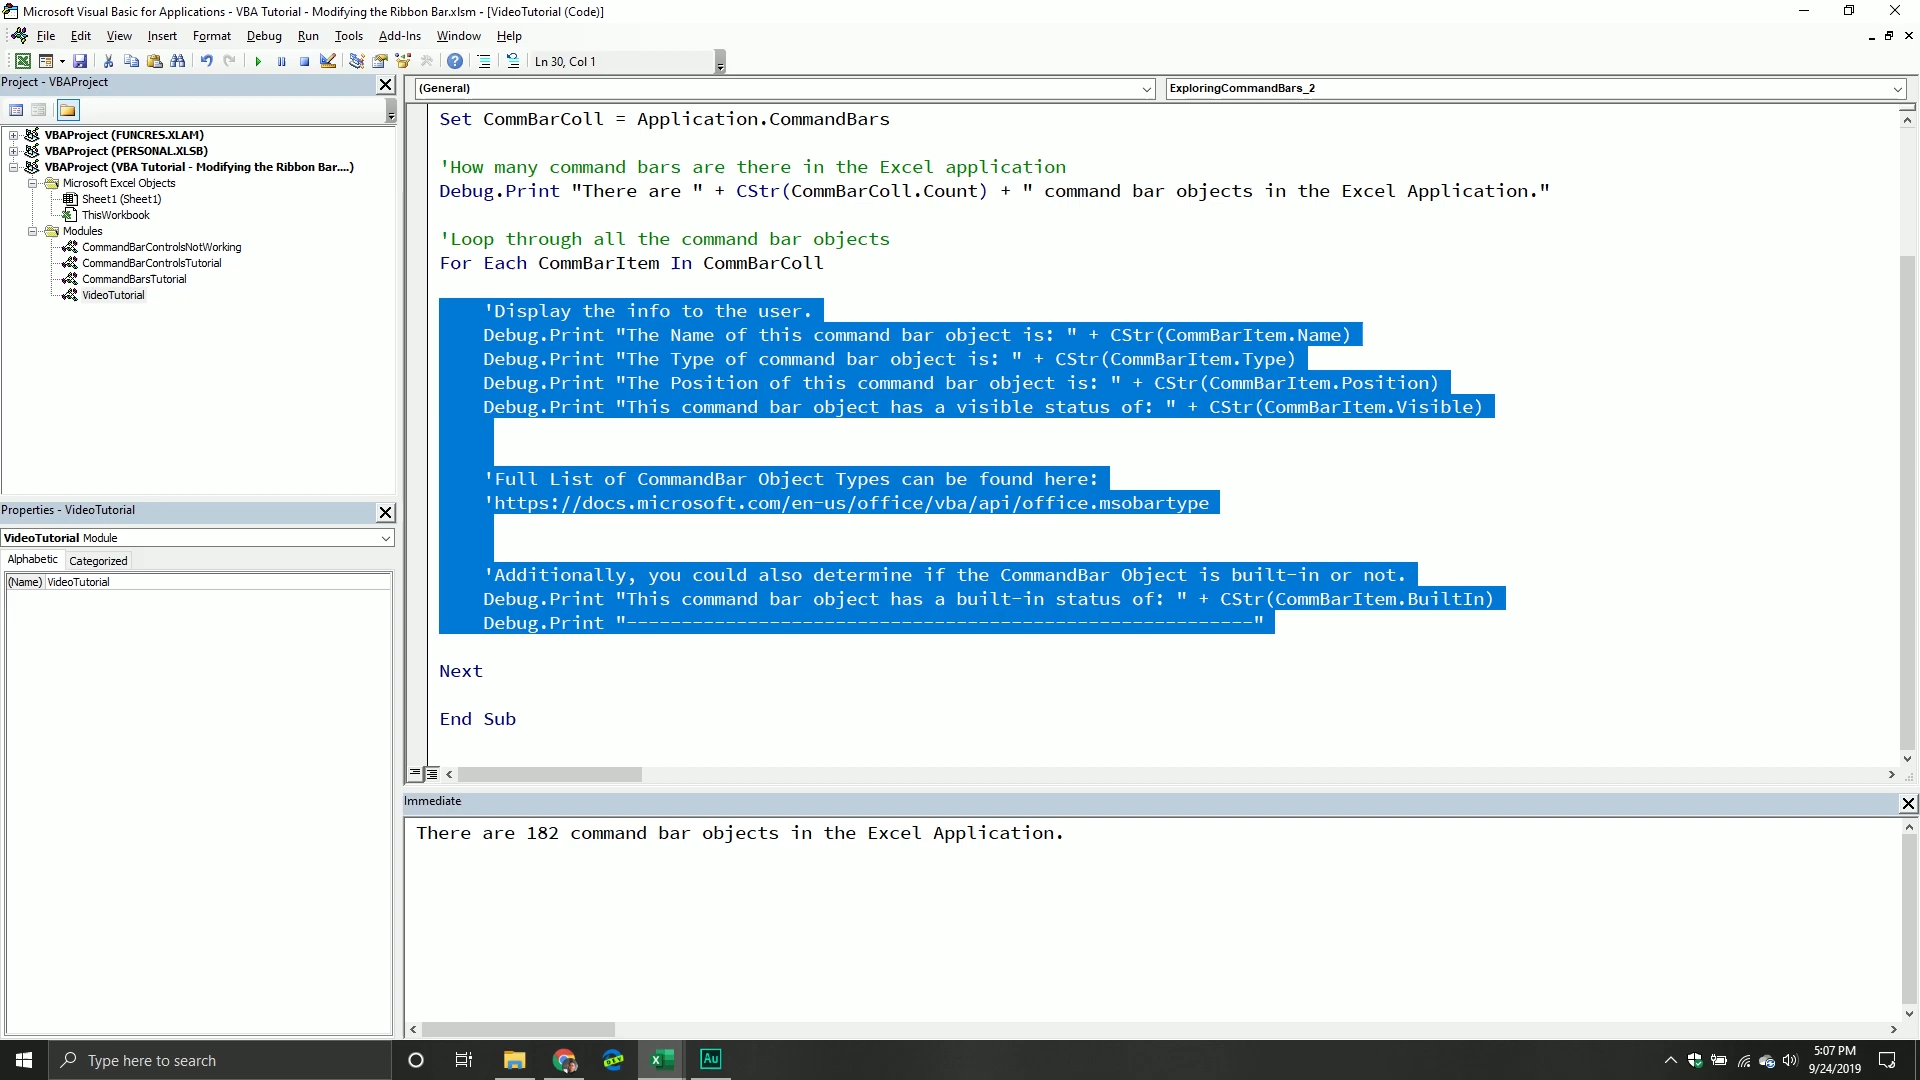 Microsoft Visual Basic for Applications - VBA Tutorial - Modifying the Ribbon Bar.xlsm - [VideoTutorial (Code)]
File Edit View Insert Format Debug Run Tools Add-Ins Window Help
Ln 30, Col 1
Project - VBAProject
VBAProject (FUNCRES.XLAM)
VBAProject (PERSONAL.XLSB)
VBAProject (VBA Tutorial - Modifying the Ribbon Bar....)
Microsoft Excel Objects
Sheet1 (Sheet1)
ThisWorkbook
Modules
CommandBarControlsNotWorking
CommandBarControlsTutorial
CommandBarsTutorial
VideoTutorial
Properties - VideoTutorial
VideoTutorial Module
Alphabetic Categorized
(Name) VideoTutorial
(General) ExploringCommandBars_2
Set CommBarColl = Application.CommandBars
'How many command bars are there in the Excel application
Debug.Print "There are " + CStr(CommBarColl.Count) + " command bar objects in the Excel Application."
'Loop through all the command bar objects
For Each CommBarItem In CommBarColl
'Display the info to the user.
Debug.Print "The Name of this command bar object is: " + CStr(CommBarItem.Name)
Debug.Print "The Type of command bar object is: " + CStr(CommBarItem.Type)
Debug.Print "The Position of this command bar object is: " + CStr(CommBarItem.Position)
Debug.Print "This command bar object has a visible status of: " + CStr(CommBarItem.Visible)
'Full List of CommandBar Object Types can be found here:
'https://docs.microsoft.com/en-us/office/vba/api/office.msobartype
'Additionally, you could also determine if the CommandBar Object is built-in or not.
Debug.Print "This command bar object has a built-in status of: " + CStr(CommBarItem.BuiltIn)
Debug.Print "---------------------------------------------------------"
Next
End Sub
Immediate
There are 182 command bar objects in the Excel Application.
Type here to search
DEV
Au
5:07 PM
9/24/2019